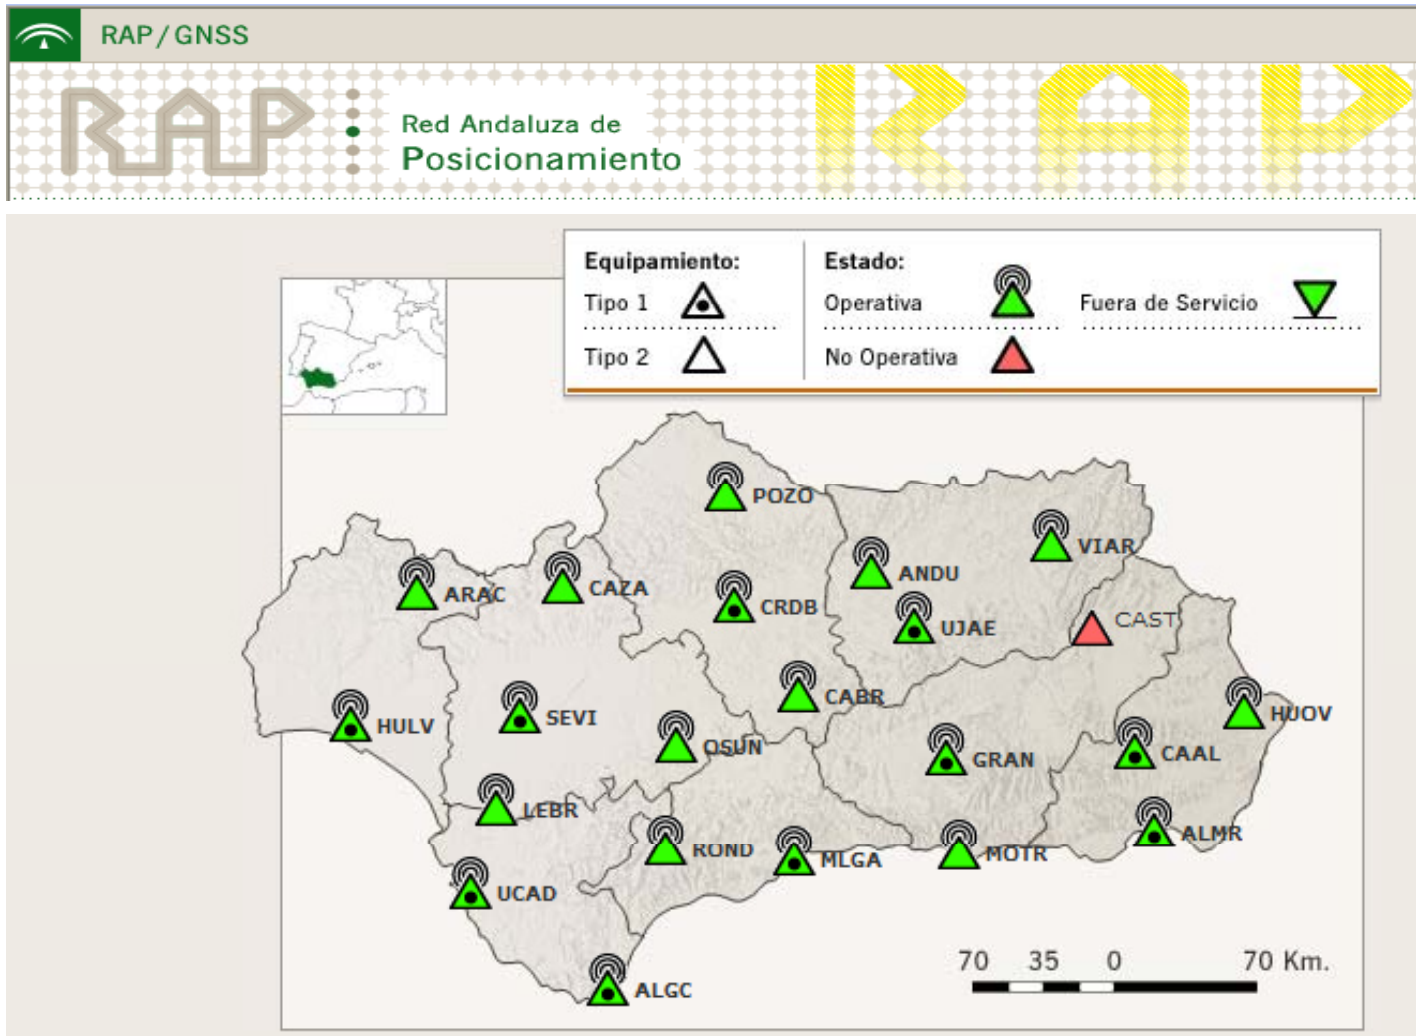 RAP/GNSS
RAP
Red Andaluza de
Posicionamiento
RAP
Equipamiento:
Tipo 1
Tipo 2
Estado:
Operativa
Fuera de Servicio
No Operativa
POZO
VIAR
ANDU
ARAC
CAZA
CRDB
CAST
UJAE
CABR
HUOV
HULV
SEVI
OSUN
CAAL
GRAN
LEBR
ALMR
ROND
MLGA
MOTR
UCAD
ALGC
70 35 0 70 Km.